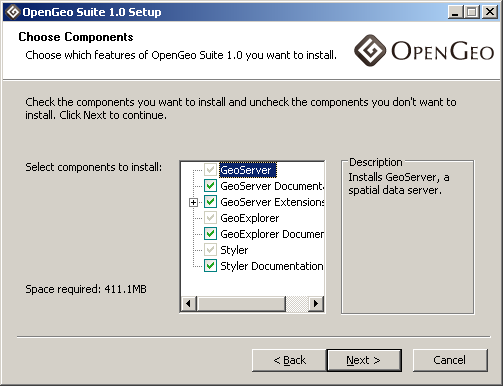 OpenGeo Suite 1.0 Setup
Choose Components
Choose which features of OpenGeo Suite 1.0 you want to install.
OPENGEO
Check the components you want to install and uncheck the components you don't want to
install. Click Next to continue.
Select components to install:
GeoServer
GeoServer Documenta
GeoServer Extensions
GeoExplorer
GeoExplorer Documen
Styler
Styler Documentation
Description
Installs GeoServer, a
spatial data server.
Space required: 411.1MB
< Back
Next >
Cancel